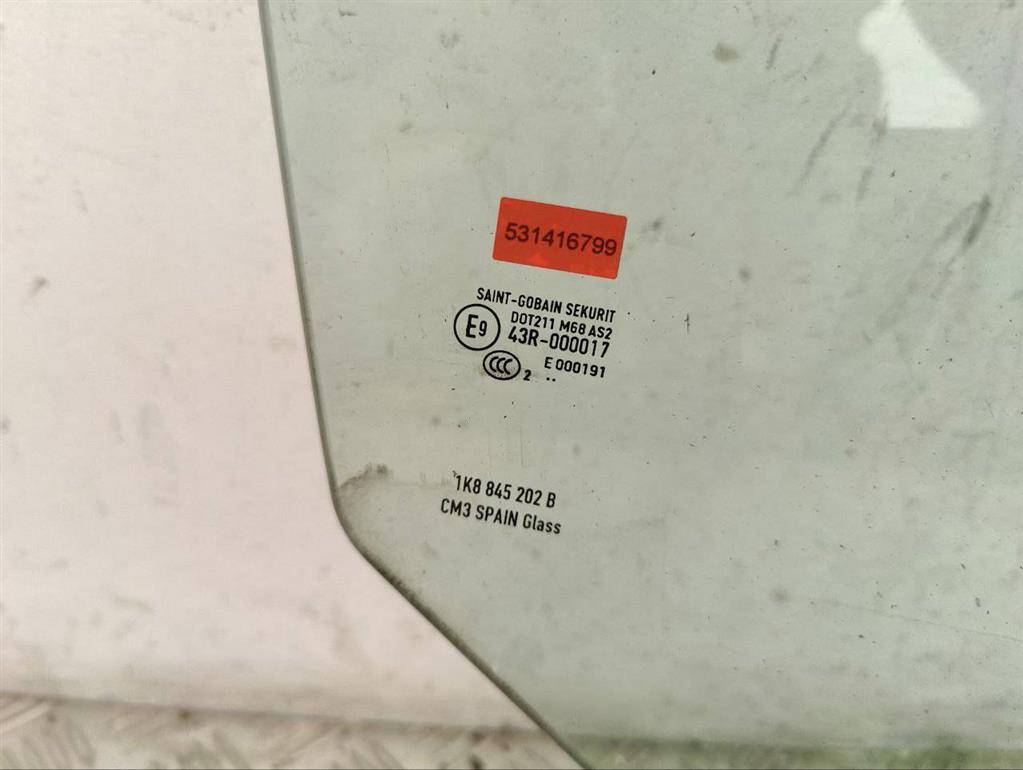 531416799
SAINT-GOBAIN SEKURIT
DOT211 M68 AS2
E9 43R-000017
E 000191
CCC 2 ..
1K8 845 202 B
CM3 SPAIN Glass